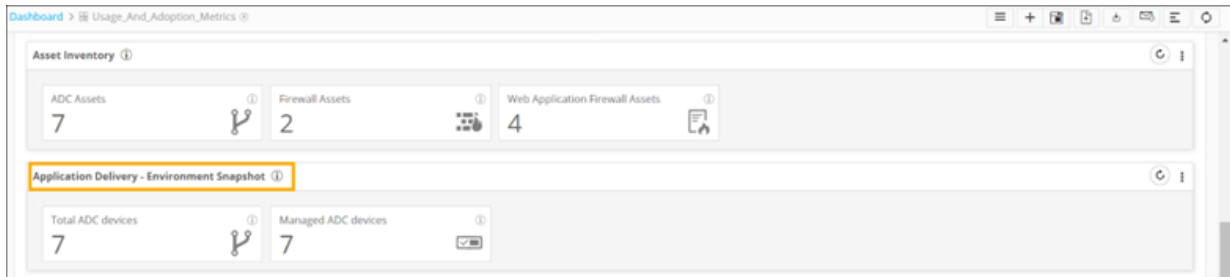 Dashboard > Usage_And_Adoption_Metrics
Asset Inventory
ADC Assets
7
Firewall Assets
2
Web Application Firewall Assets
4
Application Delivery - Environment Snapshot
Total ADC devices
7
Managed ADC devices
7